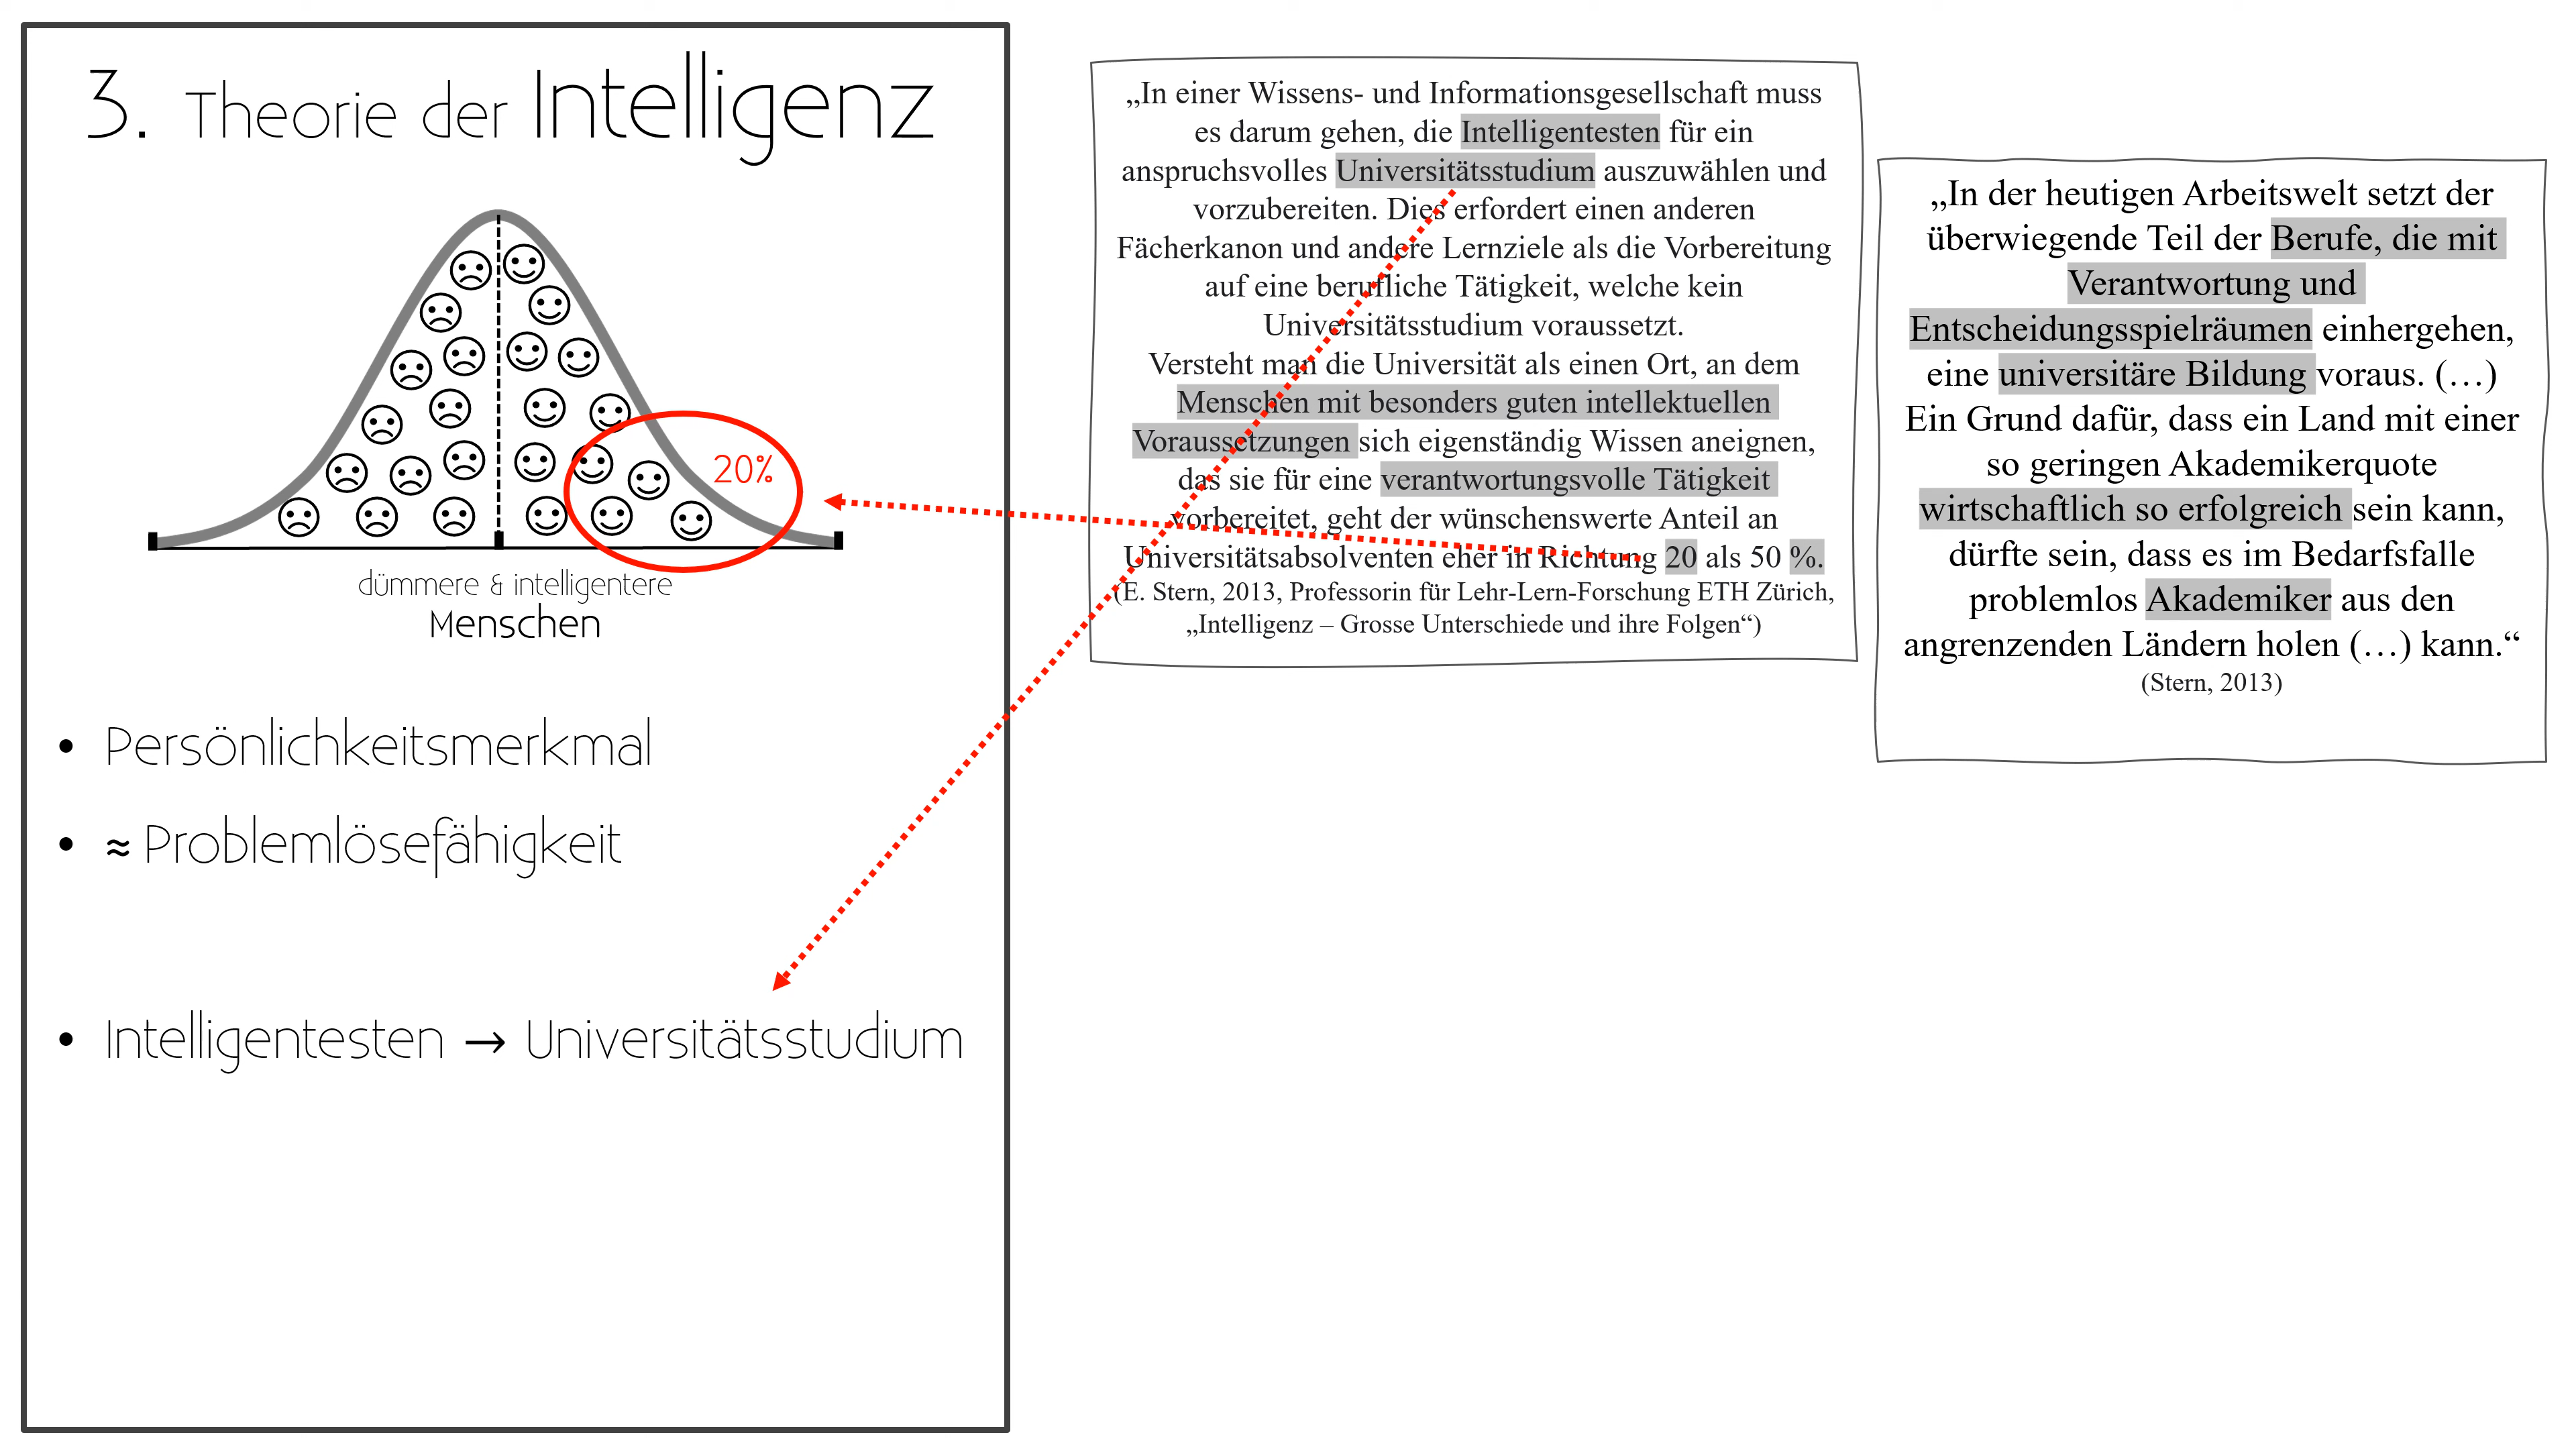 3. Theorie der Intelligenz
20%
dümmere & intelligentere
Menschen
• Persönlichkeitsmerkmal
• ≈ Problemlösefähigkeit
• Intelligentesten → Universitätsstudium
„In einer Wissens- und Informationsgesellschaft muss
es darum gehen, die Intelligentesten für ein
anspruchsvolles Universitätsstudium auszuwählen und
vorzubereiten. Dies erfordert einen anderen
Fächerkanon und andere Lernziele als die Vorbereitung
auf eine berufliche Tätigkeit, welche kein
Universitätsstudium voraussetzt.
Versteht man die Universität als einen Ort, an dem
Menschen mit besonders guten intellektuellen
Voraussetzungen sich eigenständig Wissen aneignen,
das sie für eine verantwortungsvolle Tätigkeit
vorbereitet, geht der wünschenswerte Anteil an
Universitätsabsolventen eher in Richtung 20 als 50 %.
(E. Stern, 2013, Professorin für Lehr-Lern-Forschung ETH Zürich,
„Intelligenz – Grosse Unterschiede und ihre Folgen“)
„In der heutigen Arbeitswelt setzt der
überwiegende Teil der Berufe, die mit
Verantwortung und
Entscheidungsspielräumen einhergehen,
eine universitäre Bildung voraus. (…)
Ein Grund dafür, dass ein Land mit einer
so geringen Akademikerquote
wirtschaftlich so erfolgreich sein kann,
dürfte sein, dass es im Bedarfsfalle
problemlos Akademiker aus den
angrenzenden Ländern holen (…) kann.“
(Stern, 2013)